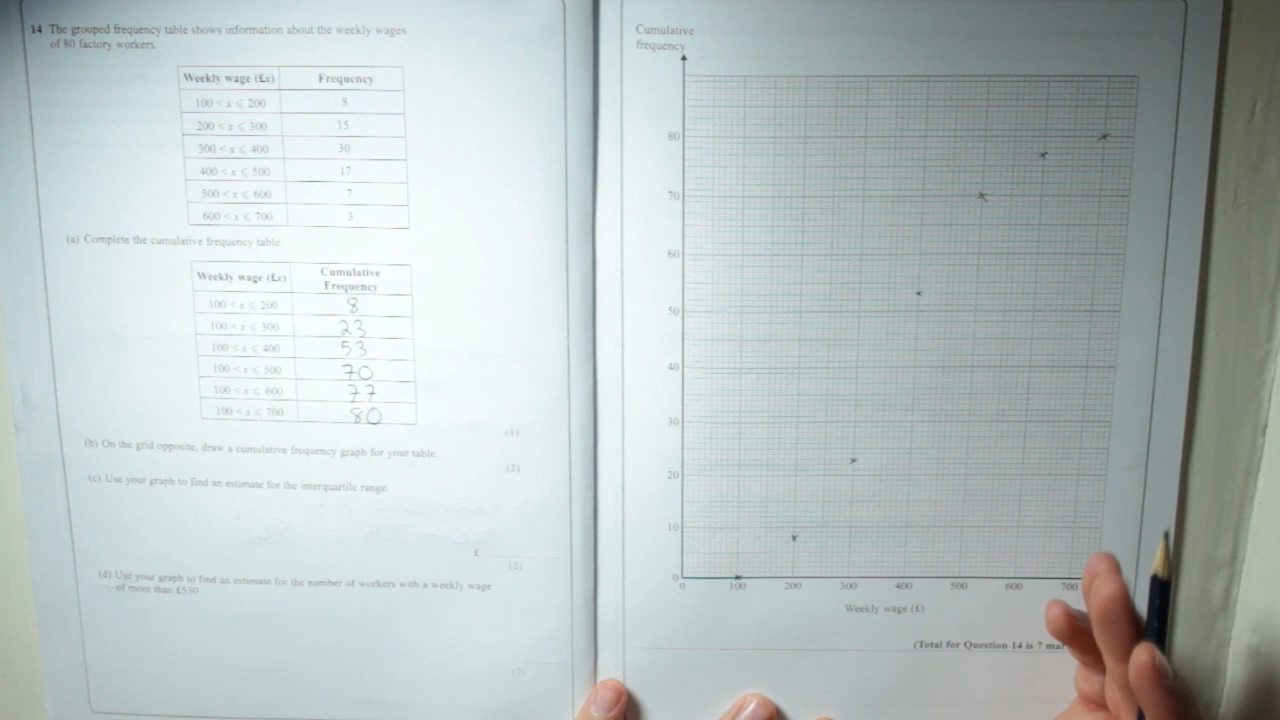 14 The grouped frequency table shows information about the weekly wages
of 80 factory workers.
Weekly wage (£x) Frequency
100 < x ⩽ 200 8
200 < x ⩽ 300 15
300 < x ⩽ 400 30
400 < x ⩽ 500 17
500 < x ⩽ 600 7
600 < x ⩽ 700 3
(a) Complete the cumulative frequency table.
Weekly wage (£x) Cumulative
Frequency
100 < x ⩽ 200 8
100 < x ⩽ 300 23
100 < x ⩽ 400 53
100 < x ⩽ 500 70
100 < x ⩽ 600 77
100 < x ⩽ 700 80
(1)
(b) On the grid opposite, draw a cumulative frequency graph for your table.
(2)
(c) Use your graph to find an estimate for the interquartile range.
£
(2)
(d) Use your graph to find an estimate for the number of workers with a weekly wage
of more than £530
(2)
Cumulative
frequency
80
70
60
50
40
30
20
10
0
0 100 200 300 400 500 600 700
Weekly wage (£)
(Total for Question 14 is 7 mar